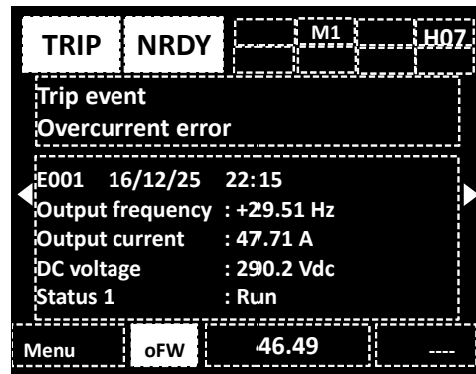 TRIP NRDY M1 H07
Trip event
Overcurrent error
E001 16/12/25 22:15
Output frequency : +29.51 Hz
Output current : 47.71 A
DC voltage : 290.2 Vdc
Status 1 : Run
Menu oFW 46.49 ----